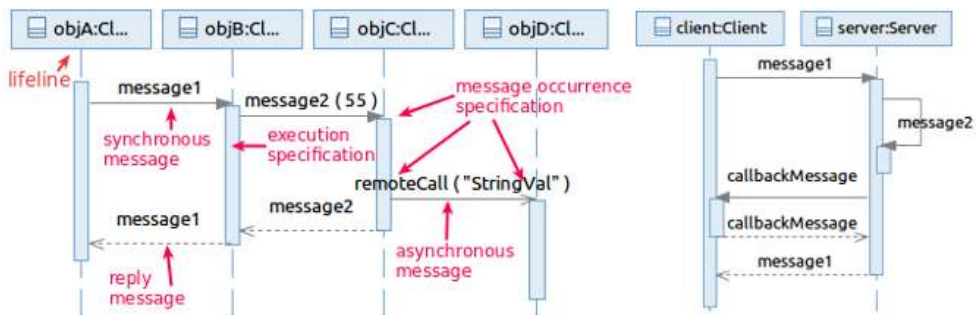 objA:Cl...
objB:Cl...
objC:Cl...
objD:Cl...
client:Client
server:Server
lifeline
message1
synchronous
message
message2 ( 55 )
execution
specification
message occurrence
specification
remoteCall ( "StringVal" )
message2
message1
reply
message
asynchronous
message
message1
message2
callbackMessage
callbackMessage
message1